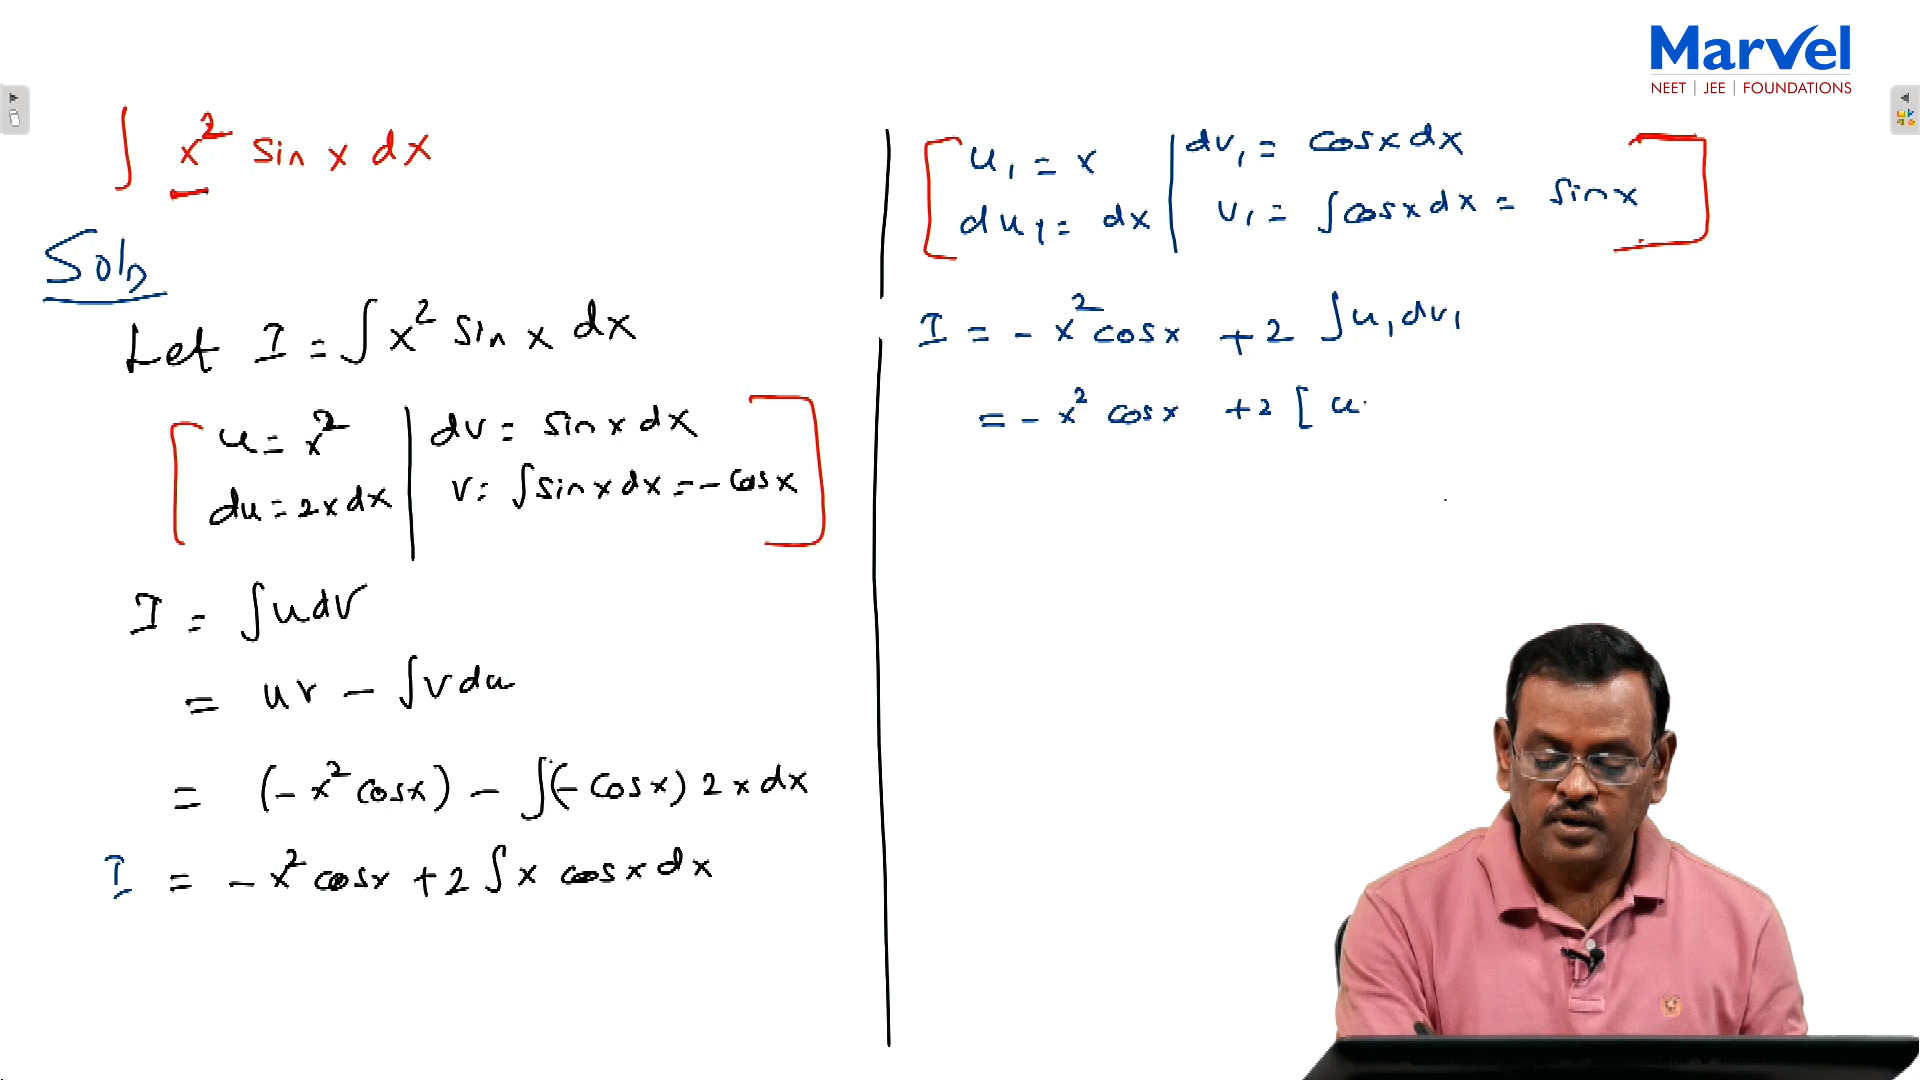 Marvel
NEET | JEE | FOUNDATIONS
∫ x² sin x dx
Soln
Let I = ∫ x² sin x dx
u = x² | dv = sin x dx
du = 2x dx | v = ∫ sin x dx = - cos x
I = ∫ u dv
= uv - ∫ v du
= (- x² cos x) - ∫ (- cos x) 2x dx
I = - x² cos x + 2 ∫ x cos x dx
u₁ = x | dv₁ = cos x dx
du₁ = dx | v₁ = ∫ cos x dx = sin x
I = - x² cos x + 2 ∫ u₁ dv₁
= - x² cos x + 2 [ u